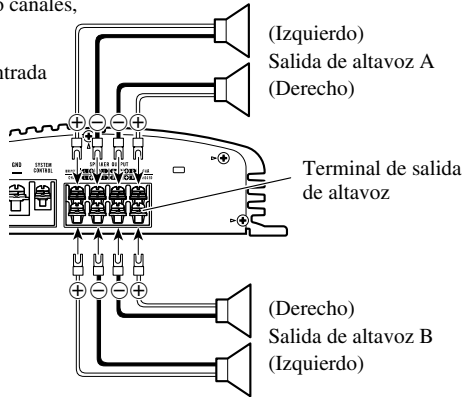 canales,
ntrada
(Izquierdo)
Salida de altavoz A
(Derecho)
+ − − +
GND
SYSTEM
CONTROL
Terminal de salida
de altavoz
+ − − +
(Derecho)
Salida de altavoz B
(Izquierdo)